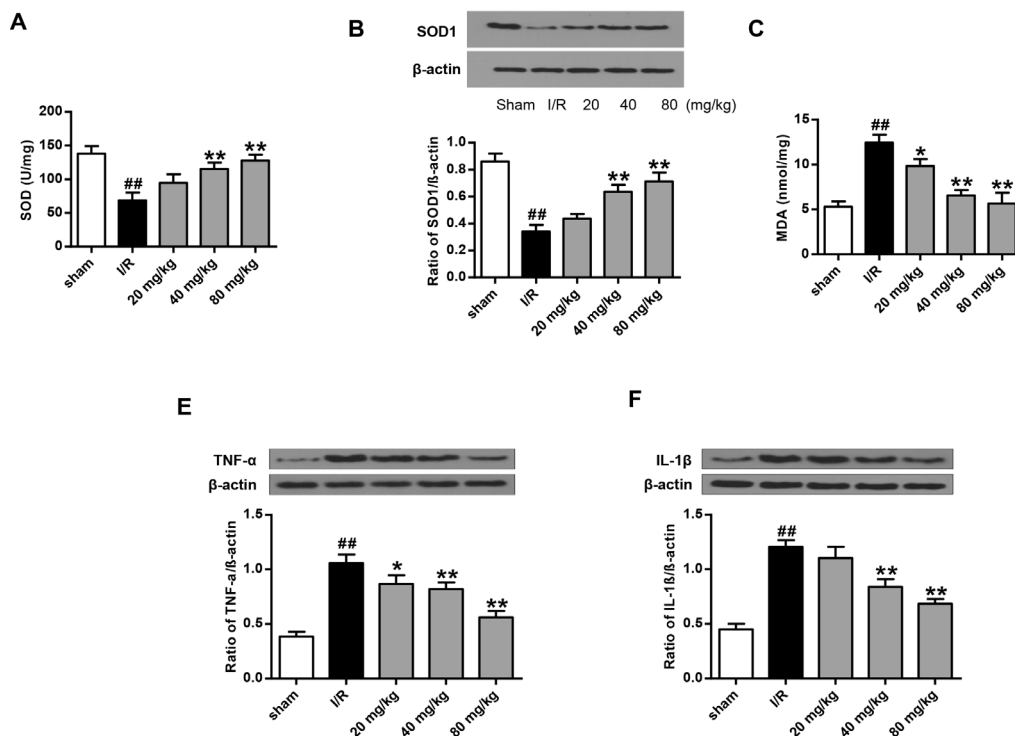 A
SOD (U/mg)
200
150
100
50
0
##
**
**
sham
I/R
20 mg/kg
40 mg/kg
80 mg/kg
B
SOD1
β-actin
Sham I/R 20 40 80 (mg/kg)
Ratio of SOD1/ß-actin
1.0
0.8
0.6
0.4
0.2
0.0
##
**
**
sham
I/R
20 mg/kg
40 mg/kg
80 mg/kg
C
MDA (nmol/mg)
15
10
5
0
##
*
**
**
sham
I/R
20 mg/kg
40 mg/kg
80 mg/kg
E
TNF-α
β-actin
Ratio of TNF-a/ß-actin
1.5
1.0
0.5
0.0
##
*
**
**
sham
I/R
20 mg/kg
40 mg/kg
80 mg/kg
F
IL-1β
β-actin
Ratio of IL-1ß/ß-actin
1.5
1.0
0.5
0.0
##
**
**
sham
I/R
20 mg/kg
40 mg/kg
80 mg/kg